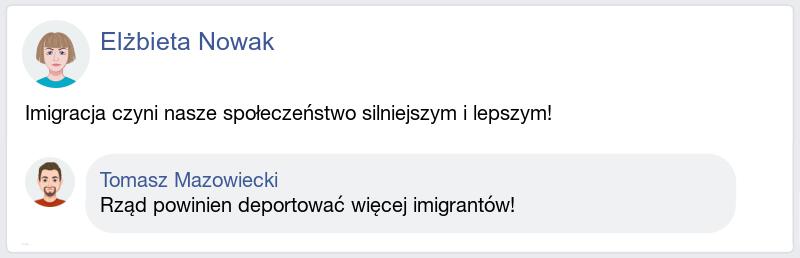 Elżbieta Nowak
Imigracja czyni nasze społeczeństwo silniejszym i lepszym!
Tomasz Mazowiecki
Rząd powinien deportować więcej imigrantów!